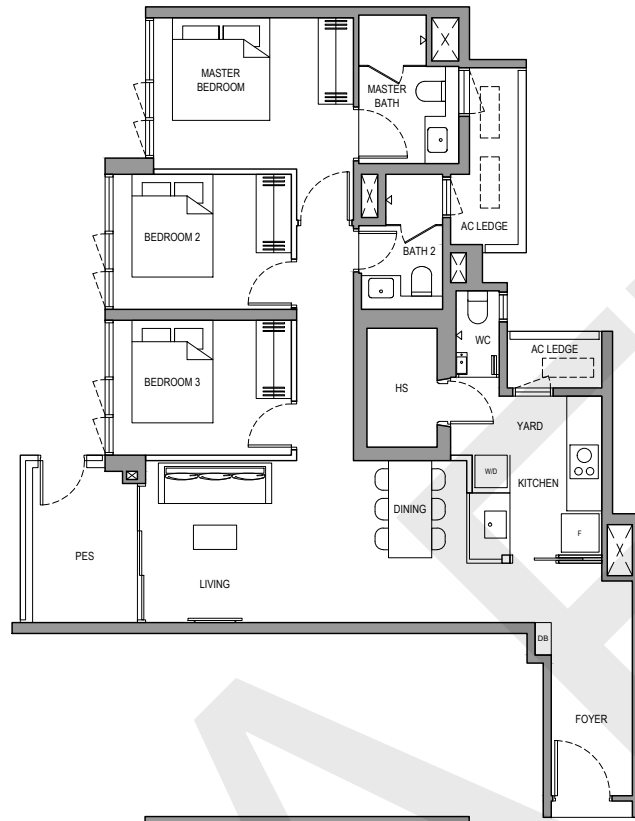 MASTER
BEDROOM
MASTER
BATH
AC LEDGE
BEDROOM 2
BATH 2
WC
AC LEDGE
BEDROOM 3
HS
YARD
W/D
KITCHEN
DINING
F
PES
LIVING
DB
FOYER